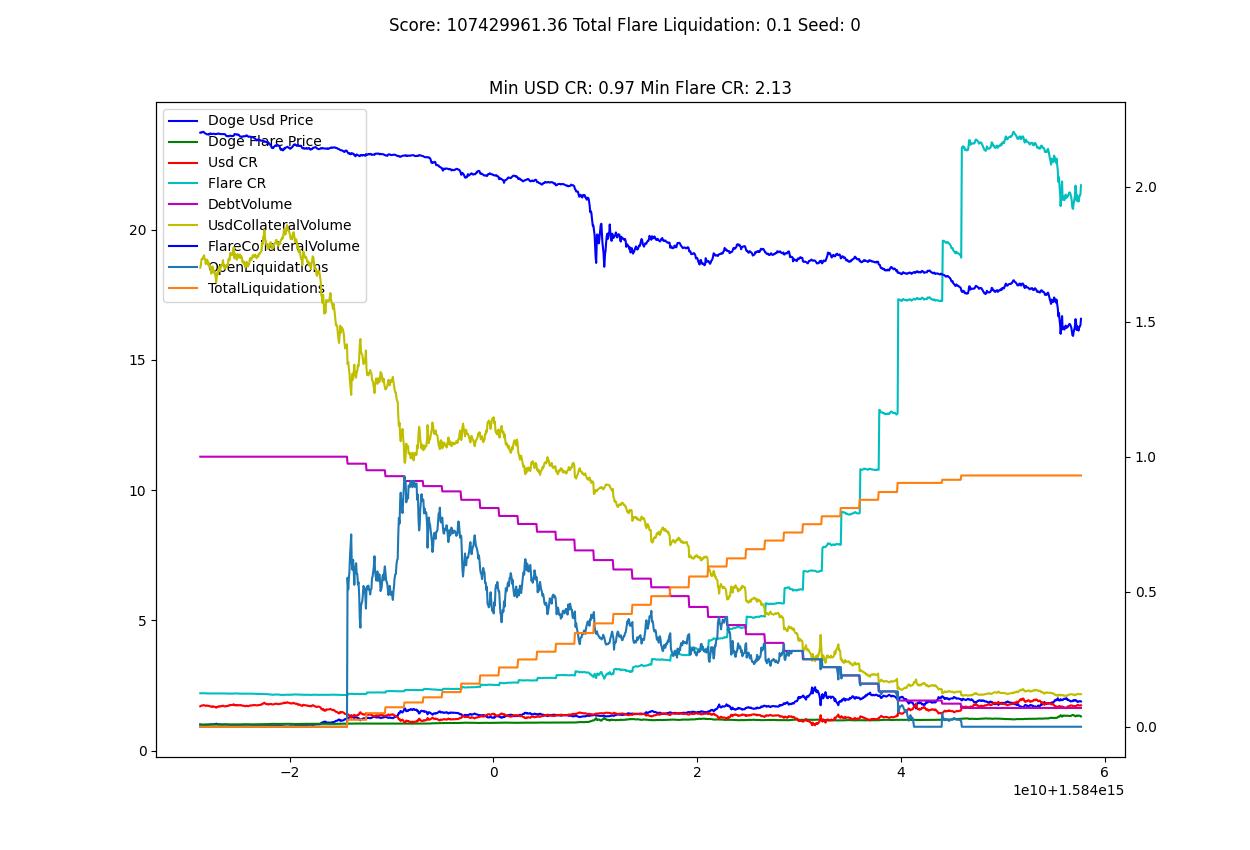 Score: 107429961.36 Total Flare Liquidation: 0.1 Seed: 0
Min USD CR: 0.97 Min Flare CR: 2.13
Doge Usd Price
Doge Flare Price
Usd CR
Flare CR
DebtVolume
UsdCollateralVolume
FlareCollateralVolume
OpenLiquidations
TotalLiquidations
20
15
10
5
0
2.0
1.5
1.0
0.5
0.0
−2
0
2
4
6
1e10+1.584e15